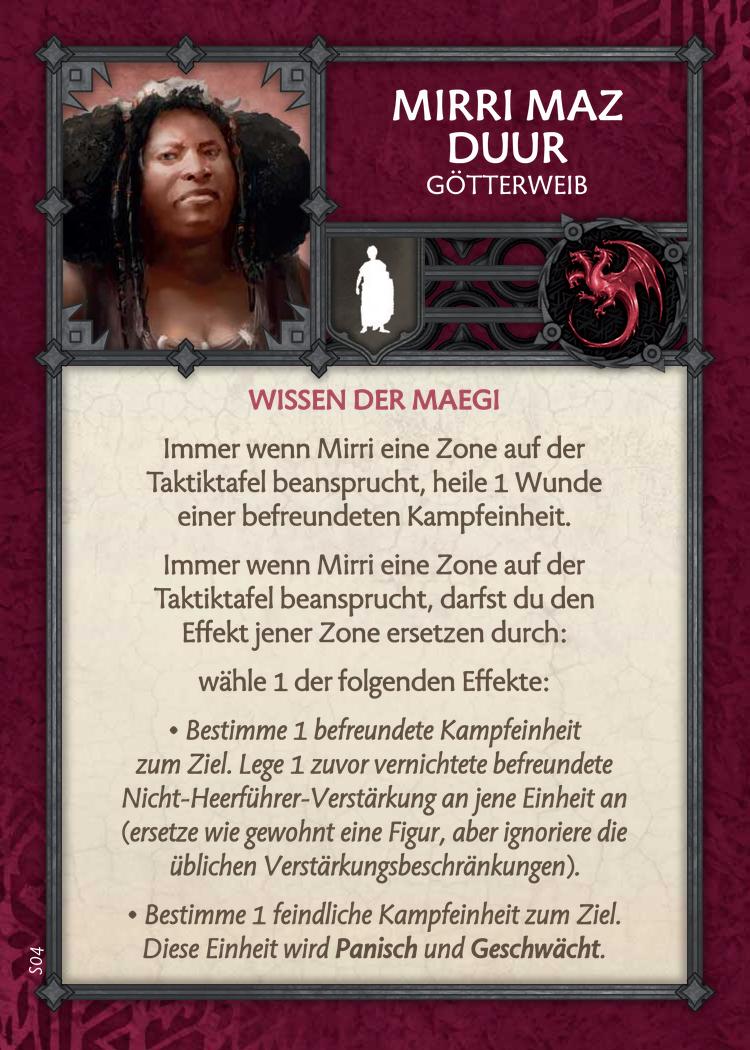 MIRRI MAZ
DUUR
GÖTTERWEIB
WISSEN DER MAEGI
Immer wenn Mirri eine Zone auf der
Taktiktafel beansprucht, heile 1 Wunde
einer befreundeten Kampfeinheit.
Immer wenn Mirri eine Zone auf der
Taktiktafel beansprucht, darfst du den
Effekt jener Zone ersetzen durch:
wähle 1 der folgenden Effekte:
• Bestimme 1 befreundete Kampfeinheit
zum Ziel. Lege 1 zuvor vernichtete befreundete
Nicht-Heerführer-Verstärkung an jene Einheit an
(ersetze wie gewohnt eine Figur, aber ignoriere die
üblichen Verstärkungsbeschränkungen).
• Bestimme 1 feindliche Kampfeinheit zum Ziel.
Diese Einheit wird Panisch und Geschwächt.
S04